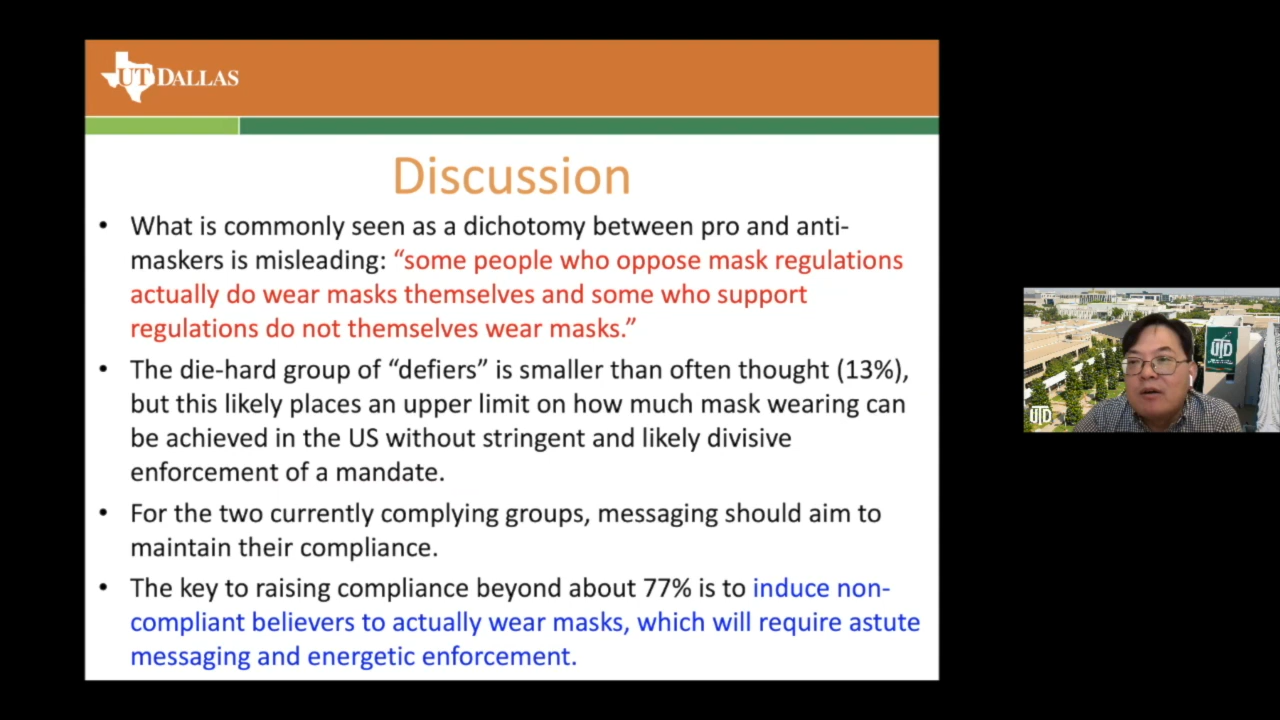 UT DALLAS
Discussion
• What is commonly seen as a dichotomy between pro and anti-
maskers is misleading: “some people who oppose mask regulations
actually do wear masks themselves and some who support
regulations do not themselves wear masks.”
• The die-hard group of “defiers” is smaller than often thought (13%),
but this likely places an upper limit on how much mask wearing can
be achieved in the US without stringent and likely divisive
enforcement of a mandate.
• For the two currently complying groups, messaging should aim to
maintain their compliance.
• The key to raising compliance beyond about 77% is to induce non-
compliant believers to actually wear masks, which will require astute
messaging and energetic enforcement.
UTD
UTD